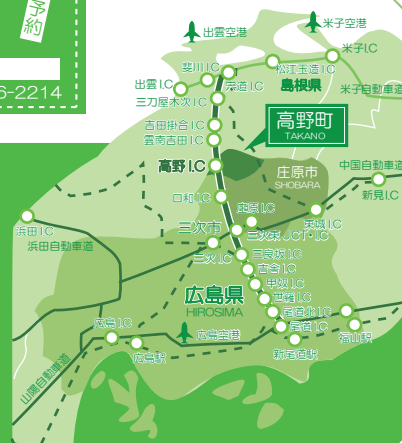 予約
6-2214
出雲空港
米子空港
米子I.C
斐川I.C
松江玉造I.C
出雲I.C
宍道I.C
島根県
米子自動車道
三刀屋木次I.C
高野町
TAKANO
吉田掛合I.C
雲南吉田I.C
高野I.C
庄原市
SHOBARA
中国自動車道
新見I.C
口和I.C
庄原I.C
東城I.C
浜田I.C
浜田自動車道
三次市
三次東JCT・I.C
三次I.C
三良坂I.C
吉舎I.C
甲奴I.C
広島県
HIROSIMA
世羅I.C
尾道北I.C
広島I.C
広島空港
尾道I.C
福山駅
広島駅
新尾道駅
山陽自動車道